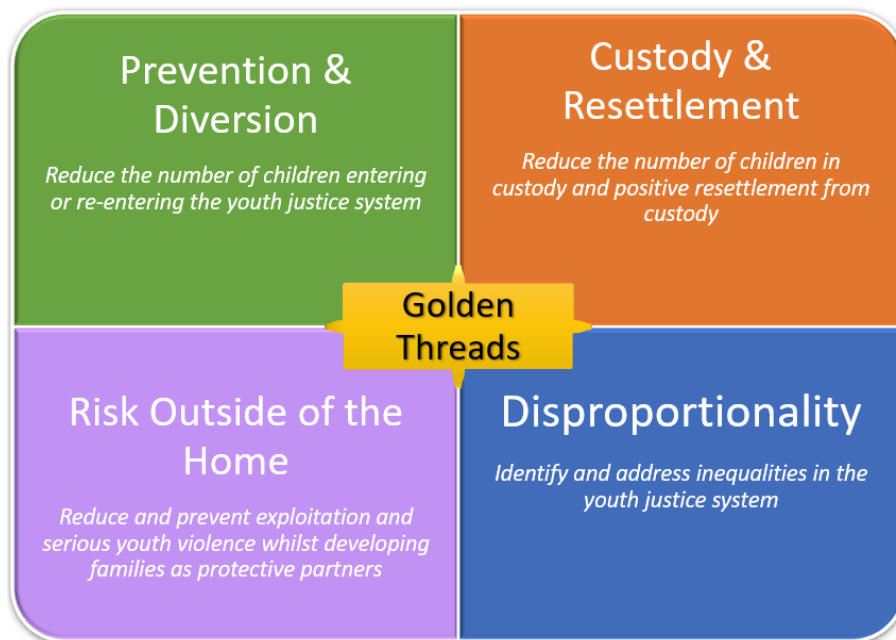 Prevention &
Diversion
Reduce the number of children entering
or re-entering the youth justice system
Custody &
Resettlement
Reduce the number of children in
custody and positive resettlement from
custody
Golden
Threads
Risk Outside of the
Home
Reduce and prevent exploitation and
serious youth violence whilst developing
families as protective partners
Disproportionality
Identify and address inequalities in the
youth justice system